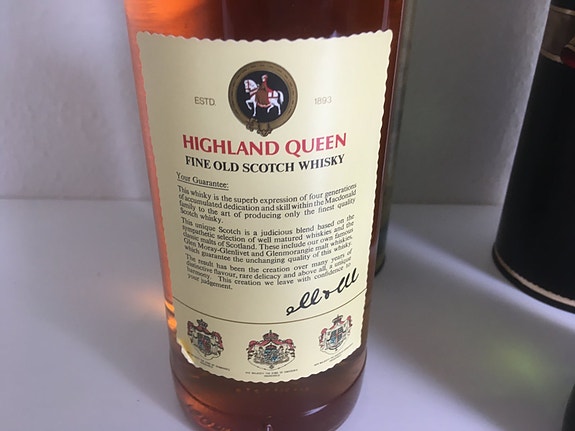 ESTD. 1893
HIGHLAND QUEEN
FINE OLD SCOTCH WHISKY
Your Guarantee:
This whisky is the superb expression of four generations
of accumulated dedication and skill within the Macdonald
family to the art of producing only the finest quality
Scotch whisky.
This unique Scotch is a judicious blend based on the
sympathetic selection of well matured whiskies and the
classic malts of Scotland. These include our own famous
Glen Moray-Glenlivet and Glenmorangie malt whiskies,
which guarantee the unchanging quality of this whisky.
The result has been the creation over many years of
distinctive flavour, rare delicacy and above all, a unique
harmony. This creation we leave with confidence to
your judgement.